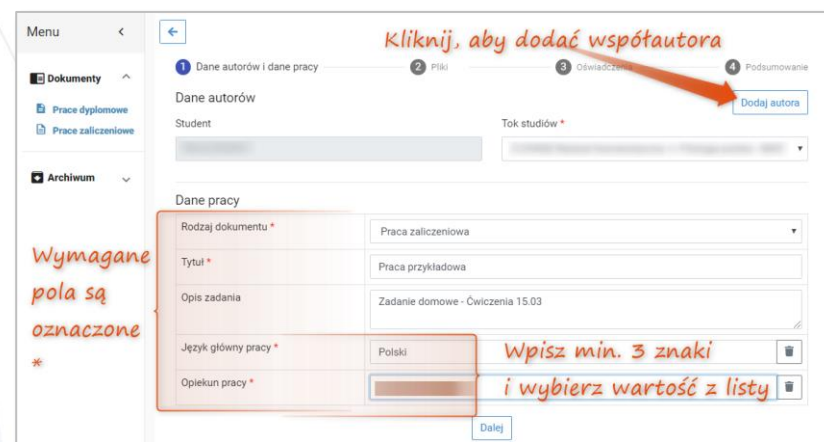 Menu <
Kliknij, aby dodać współautora
1 Dane autorów i dane pracy
2 Pliki
3 Oświadczenia
4 Podsumowanie
Dokumenty
Prace dyplomowe
Prace zaliczeniowe
Archiwum
Dane autorów
Dodaj autora
Student
Tok studiów *
Dane pracy
Rodzaj dokumentu *
Praca zaliczeniowa
Tytuł *
Praca przykładowa
Opis zadania
Zadanie domowe - Ćwiczenia 15.03
Język główny pracy *
Polski
Opiekun pracy *
Wymagane
pola są
oznaczone
*
Wpisz min. 3 znaki
i wybierz wartość z listy
Dalej